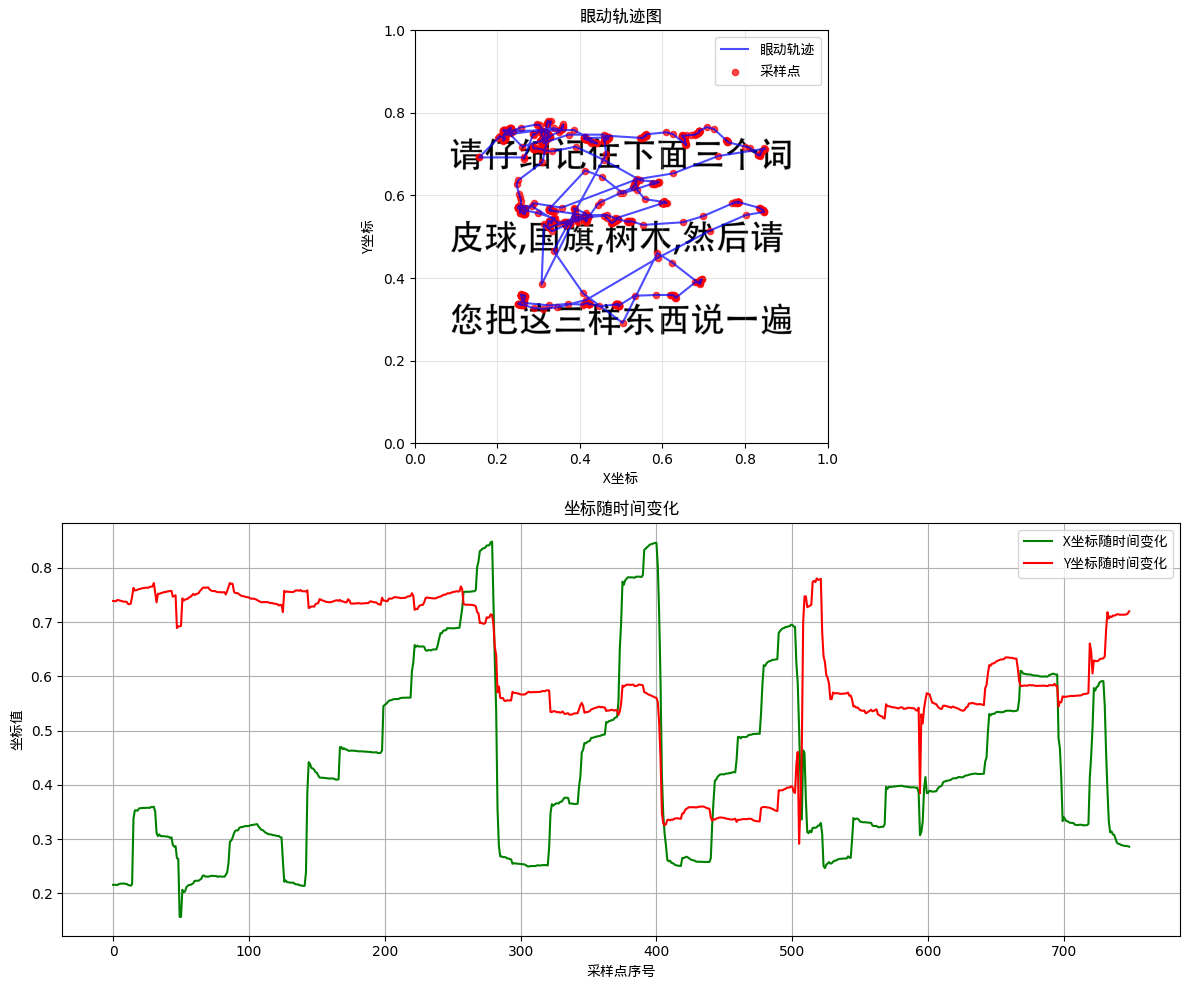 眼动轨迹图
1.0
0.8
0.6
0.4
0.2
0.0
Y坐标
眼动轨迹
采样点
请仔细记住下面三个词
皮球,国旗,树木,然后请
您把这三样东西说一遍
0.0 0.2 0.4 0.6 0.8 1.0
X坐标
坐标随时间变化
0.8
0.7
0.6
0.5
0.4
0.3
0.2
坐标值
X坐标随时间变化
Y坐标随时间变化
0 100 200 300 400 500 600 700
采样点序号